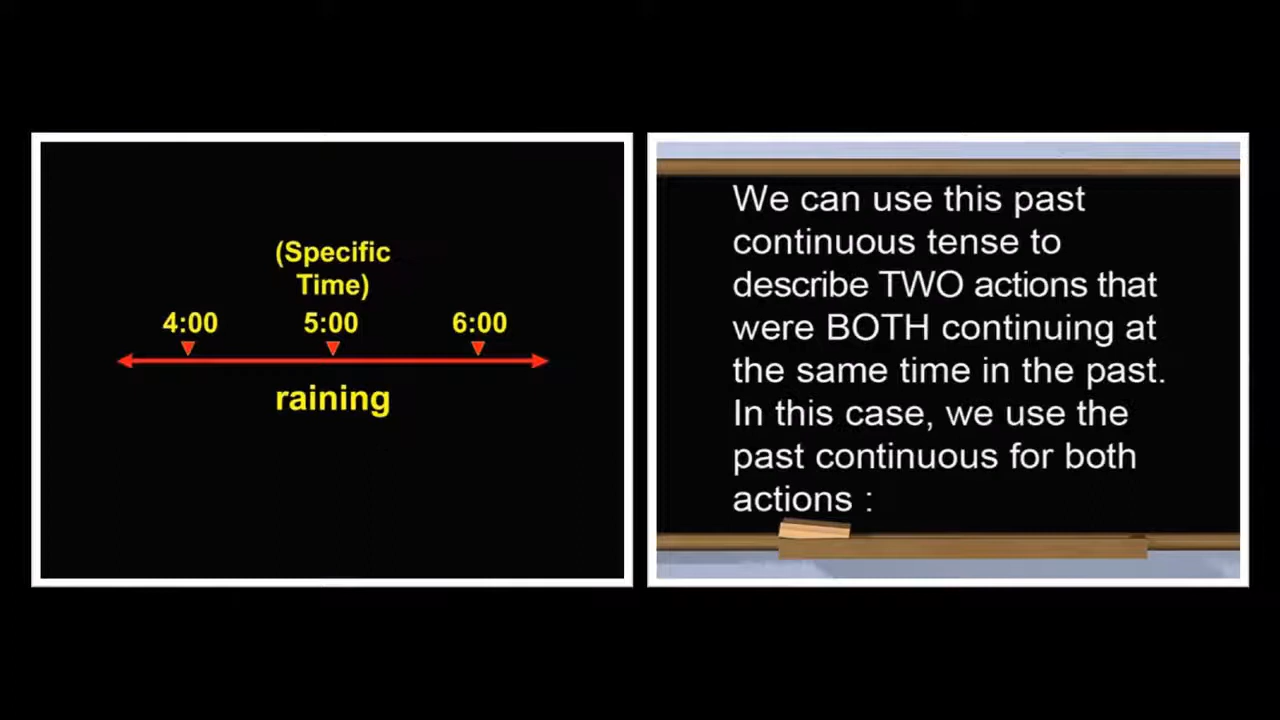 (Specific
Time)
4:00 5:00 6:00
raining
We can use this past
continuous tense to
describe TWO actions that
were BOTH continuing at
the same time in the past.
In this case, we use the
past continuous for both
actions :